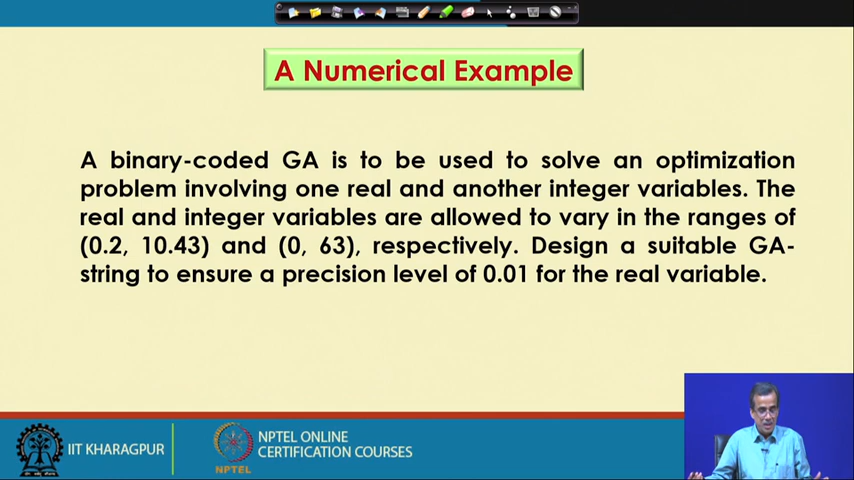 A Numerical Example
A binary-coded GA is to be used to solve an optimization
problem involving one real and another integer variables. The
real and integer variables are allowed to vary in the ranges of
(0.2, 10.43) and (0, 63), respectively. Design a suitable GA-
string to ensure a precision level of 0.01 for the real variable.
IIT KHARAGPUR
NPTEL
NPTEL ONLINE
CERTIFICATION COURSES